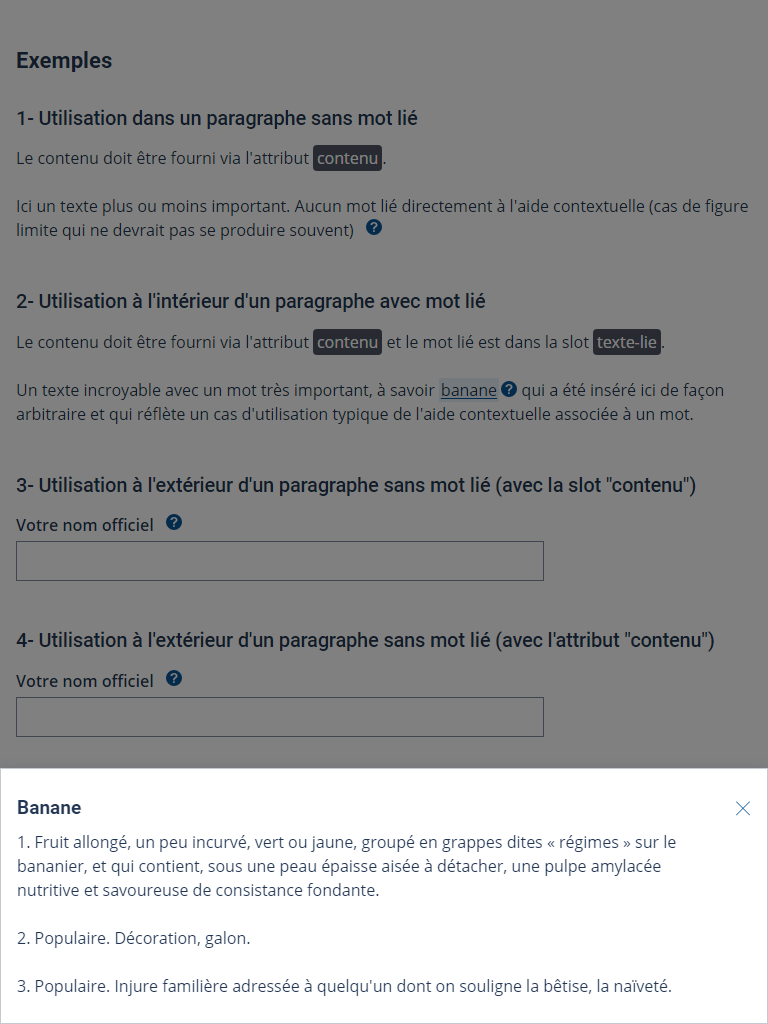 Exemples
1- Utilisation dans un paragraphe sans mot lié
Le contenu doit être fourni via l'attribut contenu.
Ici un texte plus ou moins important. Aucun mot lié directement à l'aide contextuelle (cas de figure
limite qui ne devrait pas se produire souvent) ?
2- Utilisation à l'intérieur d'un paragraphe avec mot lié
Le contenu doit être fourni via l'attribut contenu et le mot lié est dans la slot texte-lie.
Un texte incroyable avec un mot très important, à savoir banane ? qui a été inséré ici de façon
arbitraire et qui réflète un cas d'utilisation typique de l'aide contextuelle associée à un mot.
3- Utilisation à l'extérieur d'un paragraphe sans mot lié (avec la slot "contenu")
Votre nom officiel ?
4- Utilisation à l'extérieur d'un paragraphe sans mot lié (avec l'attribut "contenu")
Votre nom officiel ?
Banane
1. Fruit allongé, un peu incurvé, vert ou jaune, groupé en grappes dites « régimes » sur le
bananier, et qui contient, sous une peau épaisse aisée à détacher, une pulpe amylacée
nutritive et savoureuse de consistance fondante.
2. Populaire. Décoration, galon.
3. Populaire. Injure familière adressée à quelqu'un dont on souligne la bêtise, la naïveté.